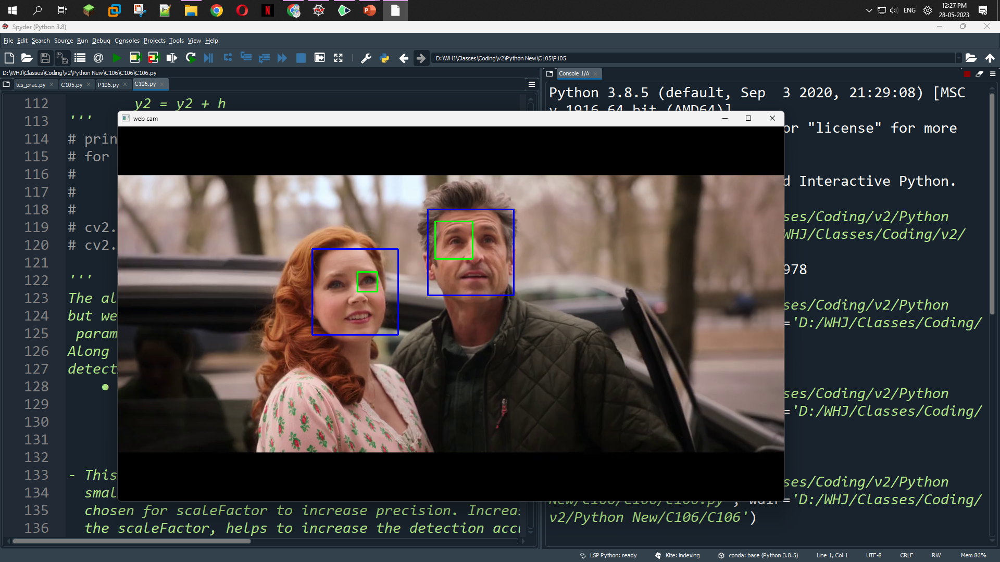 ENG
12:27 PM
28-05-2023
Spyder (Python 3.8)
File Edit Search Source Run Debug Consoles Projects Tools View Help
D:\WHJ\Classes\Coding\v2\Python New\C105\P105
D:\WHJ\Classes\Coding\v2\Python New\C106\C106\C106.py
tcs_prac.py C105.py P105.py C106.py
112 y2 = y2 + h
113 '''
114 # prin
115 # for
116 #
117 #
118 #
119 # cv2.
120 # cv2.
121
122 '''
123 The al
124 but we
125 param
126 Along
127 detect
128 ●
129
130
131
132
133 - This
134 smal
135 chosen for scaleFactor to increase precision. Increas
136 the scaleFactor, helps to increase the detection accu
web cam
Console 1/A
Python 3.8.5 (default, Sep 3 2020, 21:29:08) [MSC
v.1916 64 bit (AMD64)]
or "license" for more
d Interactive Python.
ses/Coding/v2/Python
WHJ/Classes/Coding/v2/
978
ses/Coding/v2/Python
='D:/WHJ/Classes/Coding/
ses/Coding/v2/Python
='D:/WHJ/Classes/Coding/
ses/Coding/v2/Python
New/C106/C106/C106.py', wdir='D:/WHJ/Classes/Coding/
v2/Python New/C106/C106')
LSP Python: ready Kite: indexing conda: base (Python 3.8.5) Line 1, Col 1 UTF-8 CRLF RW Mem 86%